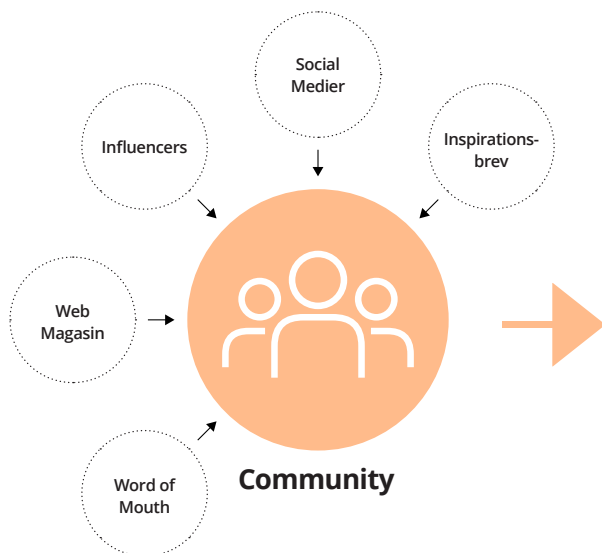 Social
Medier
Influencers
Inspirations-
brev
Web
Magasin
Word of
Mouth
Community